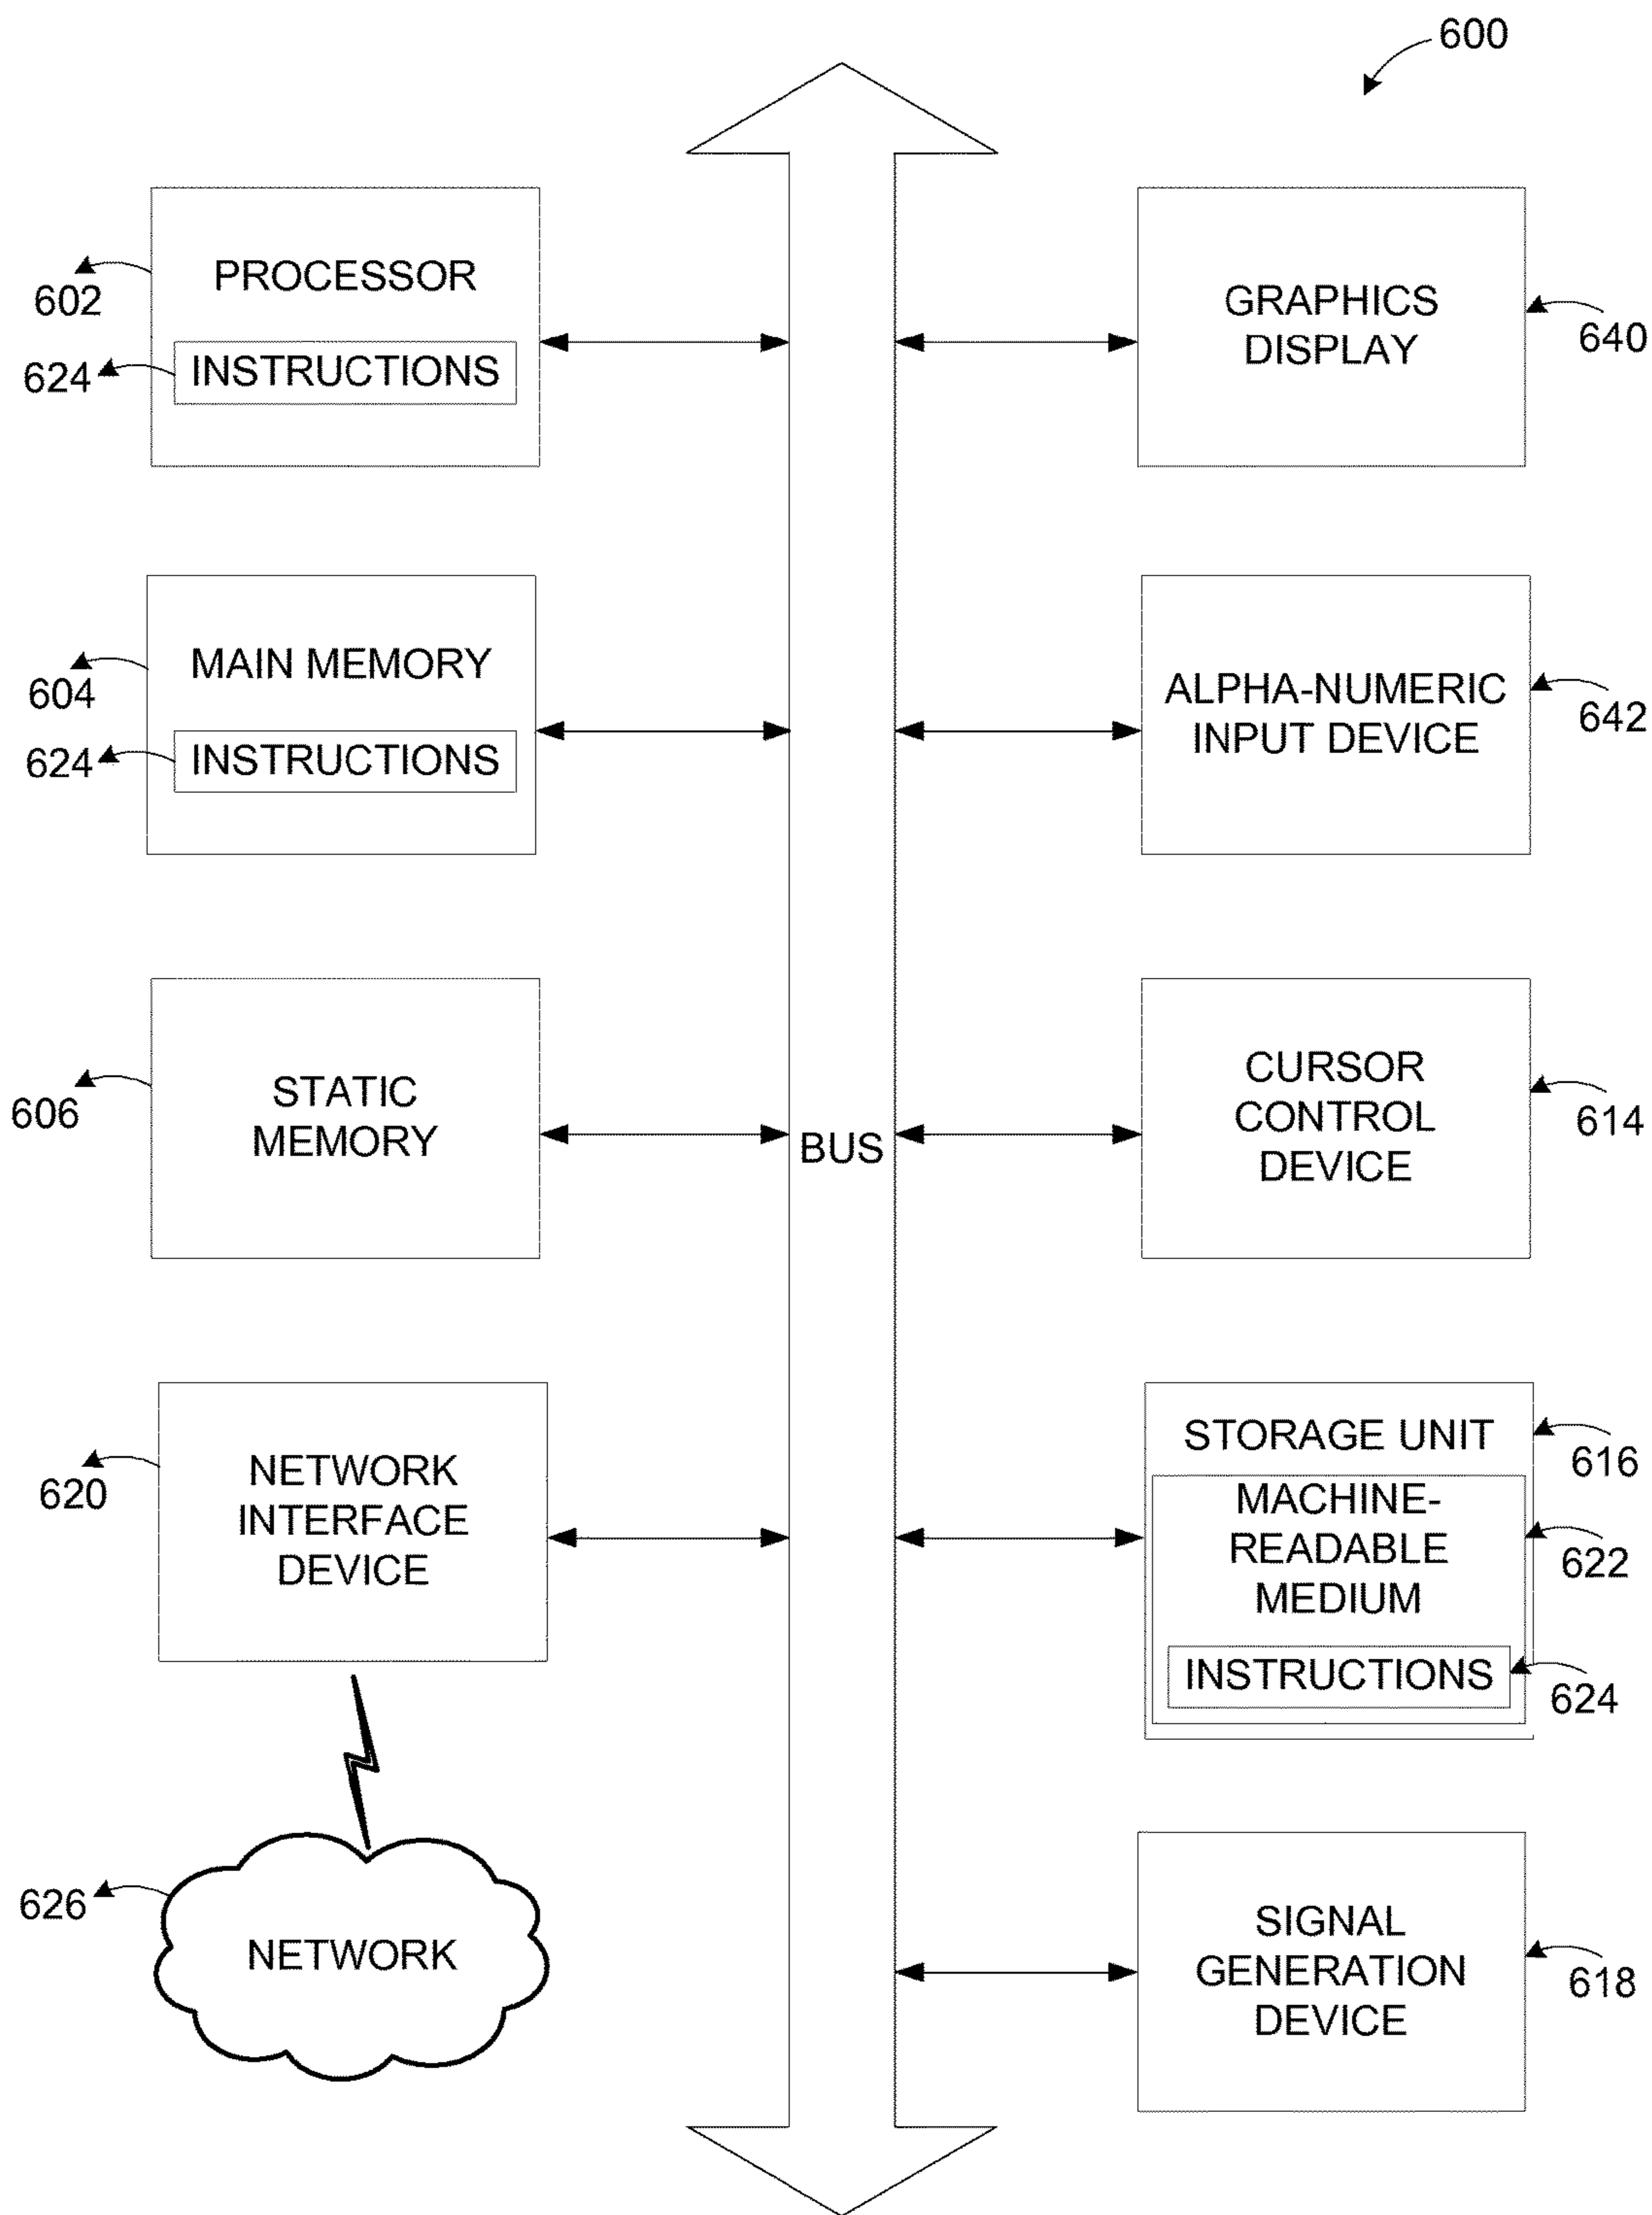 600
PROCESSOR
602
INSTRUCTIONS
624
GRAPHICS
DISPLAY
640
MAIN MEMORY
604
INSTRUCTIONS
624
ALPHA-NUMERIC
INPUT DEVICE
642
STATIC
MEMORY
606
BUS
CURSOR
CONTROL
DEVICE
614
NETWORK
INTERFACE
DEVICE
620
STORAGE UNIT
616
MACHINE-
READABLE
MEDIUM
622
INSTRUCTIONS
624
NETWORK
626
SIGNAL
GENERATION
DEVICE
618